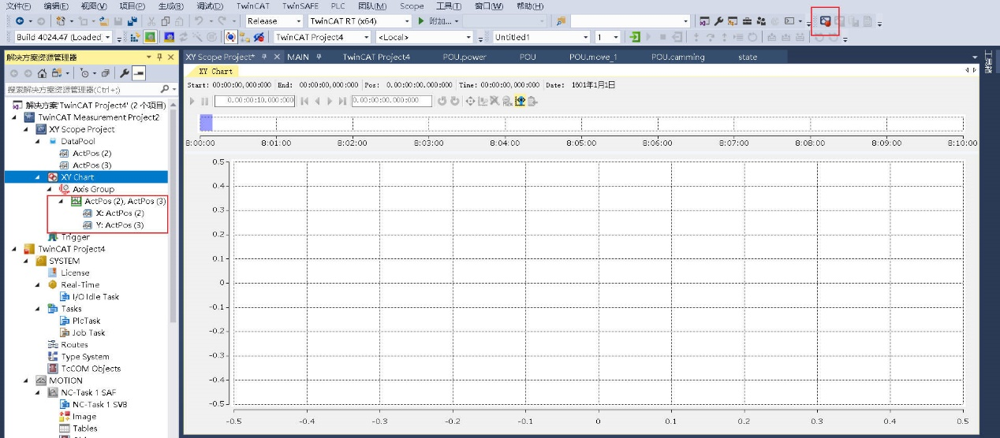 文件(F) 编辑(E) 视图(V) 项目(P) 生成(B) 调试(D) TwinCAT TwinSAFE PLC 团队(M) Scope 工具(T) 窗口(W) 帮助(H)
Release TwinCAT RT (x64) 附加...
Build 4024.47 (Loaded) TwinCAT Project4 <Local> Untitled1 1
解决方案资源管理器
搜索解决方案资源管理器(Ctrl+;)
解决方案'TwinCAT Project4' (2 个项目)
TwinCAT Measurement Project2
XY Scope Project
DataPool
ActPos (2)
ActPos (3)
XY Chart
Axis Group
ActPos (2), ActPos (3)
X: ActPos (2)
Y: ActPos (3)
Trigger
TwinCAT Project4
SYSTEM
License
Real-Time
I/O Idle Task
Tasks
PlcTask
Job Task
Routes
Type System
TcCOM Objects
MOTION
NC-Task 1 SAF
NC-Task 1 SVB
Image
Tables
XY Scope Project* MAIN TwinCAT Project4 POU.power POU POU.move_1 POU.camming state
XY Chart
Start: 00:00:00,000:000 End: 00:00:00,000:000 Pos: 0.00:00:00.000:000 Time: 00:00:00,000:000 Date: 1601年1月1日
0.00:00:10.000:000 0.00:00:00.000:000
8:00:00 8:01:00 8:02:00 8:03:00 8:04:00 8:05:00 8:06:00 8:07:00 8:08:00 8:09:00 8:10:00
0.5
0.4
0.3
0.2
0.1
0
-0.1
-0.2
-0.3
-0.4
-0.5
-0.5 -0.4 -0.3 -0.2 -0.1 0 0.1 0.2 0.3 0.4 0.5
工具箱